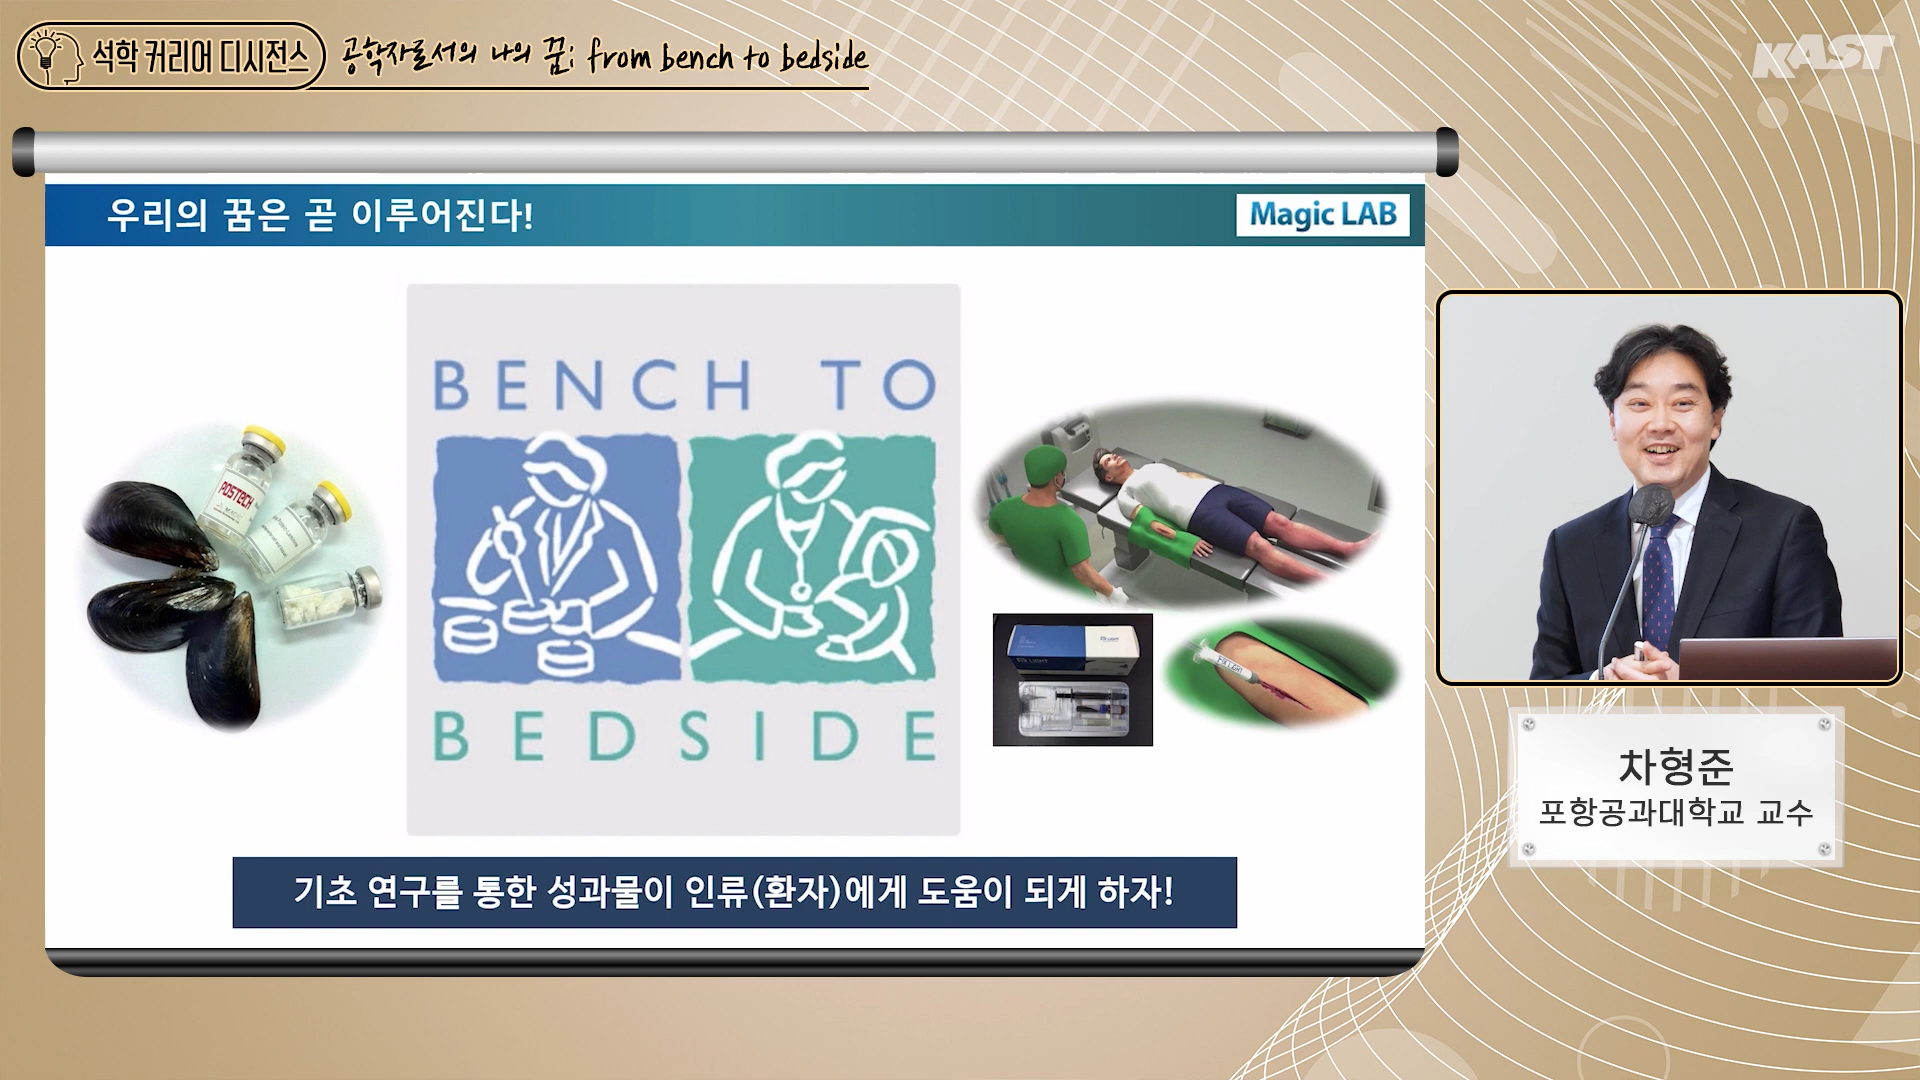 석학 커리어 디시전스
공학자로서의 나의 꿈: from bench to bedside
KAST
우리의 꿈은 곧 이루어진다!
Magic LAB
BENCH TO
BEDSIDE
POSTECH
기초 연구를 통한 성과물이 인류(환자)에게 도움이 되게 하자!
차형준
포항공과대학교 교수